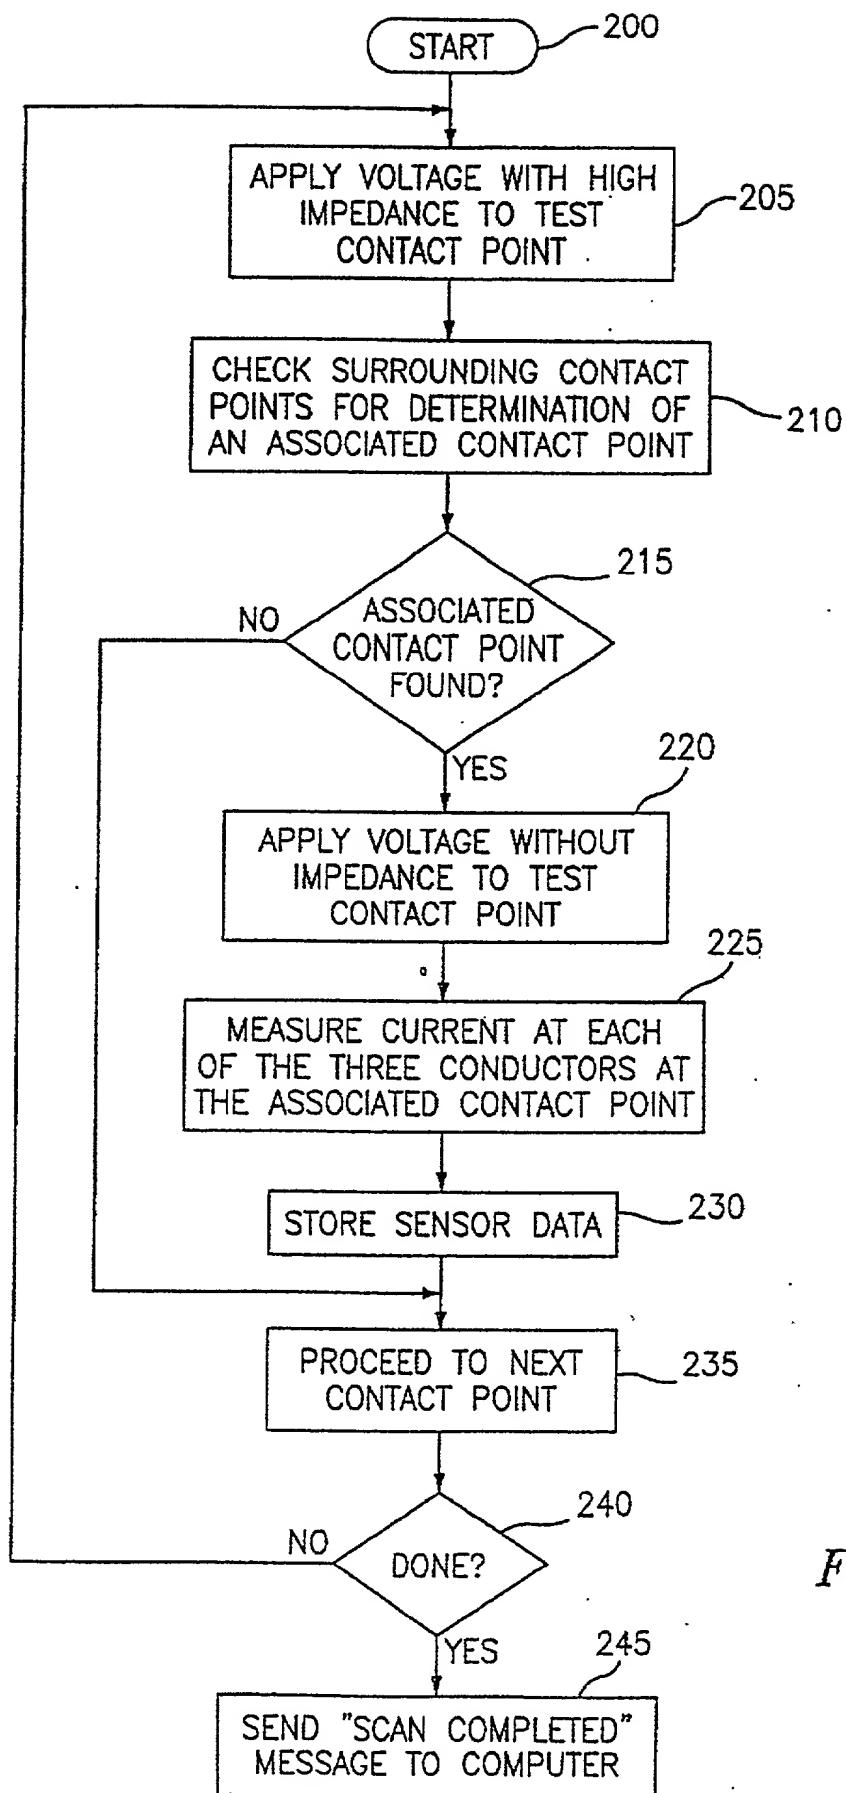 START
200
APPLY VOLTAGE WITH HIGH
IMPEDANCE TO TEST
CONTACT POINT
205
CHECK SURROUNDING CONTACT
POINTS FOR DETERMINATION OF
AN ASSOCIATED CONTACT POINT
210
215
NO
ASSOCIATED
CONTACT POINT
FOUND?
YES
220
APPLY VOLTAGE WITHOUT
IMPEDANCE TO TEST
CONTACT POINT
225
MEASURE CURRENT AT EACH
OF THE THREE CONDUCTORS AT
THE ASSOCIATED CONTACT POINT
STORE SENSOR DATA
230
PROCEED TO NEXT
CONTACT POINT
235
240
NO
DONE?
F
YES
245
SEND "SCAN COMPLETED"
MESSAGE TO COMPUTER